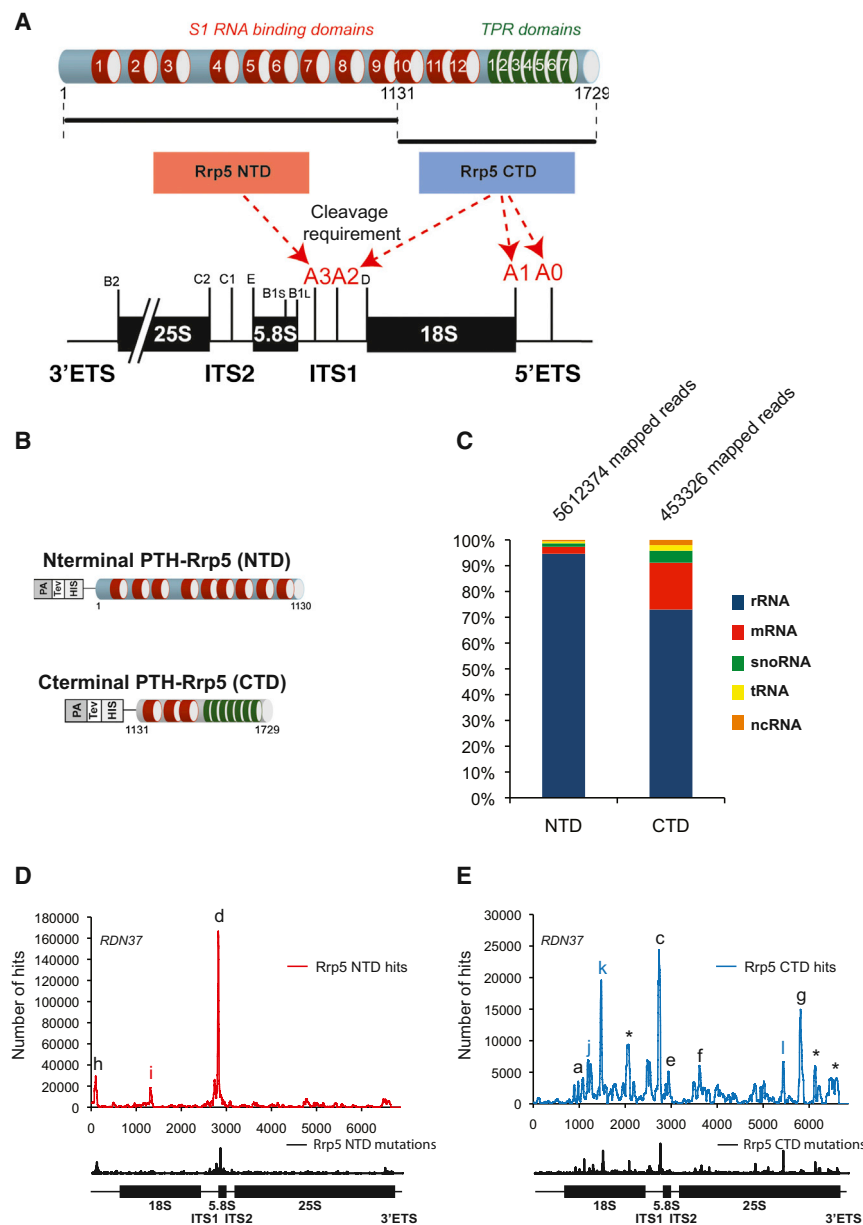 A
S1 RNA binding domains
TPR domains
1 2 3 4 5 6 7 8 9 10 11 12 1 2 3 4 5 6 7
1 1131 1729
Rrp5 NTD
Rrp5 CTD
Cleavage
requirement
A3 A2 A1 A0
B2 C2 C1 E B1S B1L D
25S 5.8S 18S
3'ETS ITS2 ITS1 5'ETS
B
Nterminal PTH-Rrp5 (NTD)
PA Tev HIS
1 1130
Cterminal PTH-Rrp5 (CTD)
PA Tev HIS
1131 1729
C
5612374 mapped reads
453326 mapped reads
100%
90%
80%
70%
60%
50%
40%
30%
20%
10%
0%
NTD CTD
rRNA
mRNA
snoRNA
tRNA
ncRNA
D
Number of hits
180000
160000
140000
120000
100000
80000
60000
40000
20000
0
RDN37
d
Rrp5 NTD hits
h
i
0 1000 2000 3000 4000 5000 6000
Rrp5 NTD mutations
18S 5.8S 25S
ITS1 ITS2 3'ETS
E
Number of hits
30000
25000
20000
15000
10000
5000
0
RDN37
c
Rrp5 CTD hits
k
g
a j * e f l * *
0 1000 2000 3000 4000 5000 6000
Rrp5 CTD mutations
18S 5.8S 25S
ITS1 ITS2 3'ETS